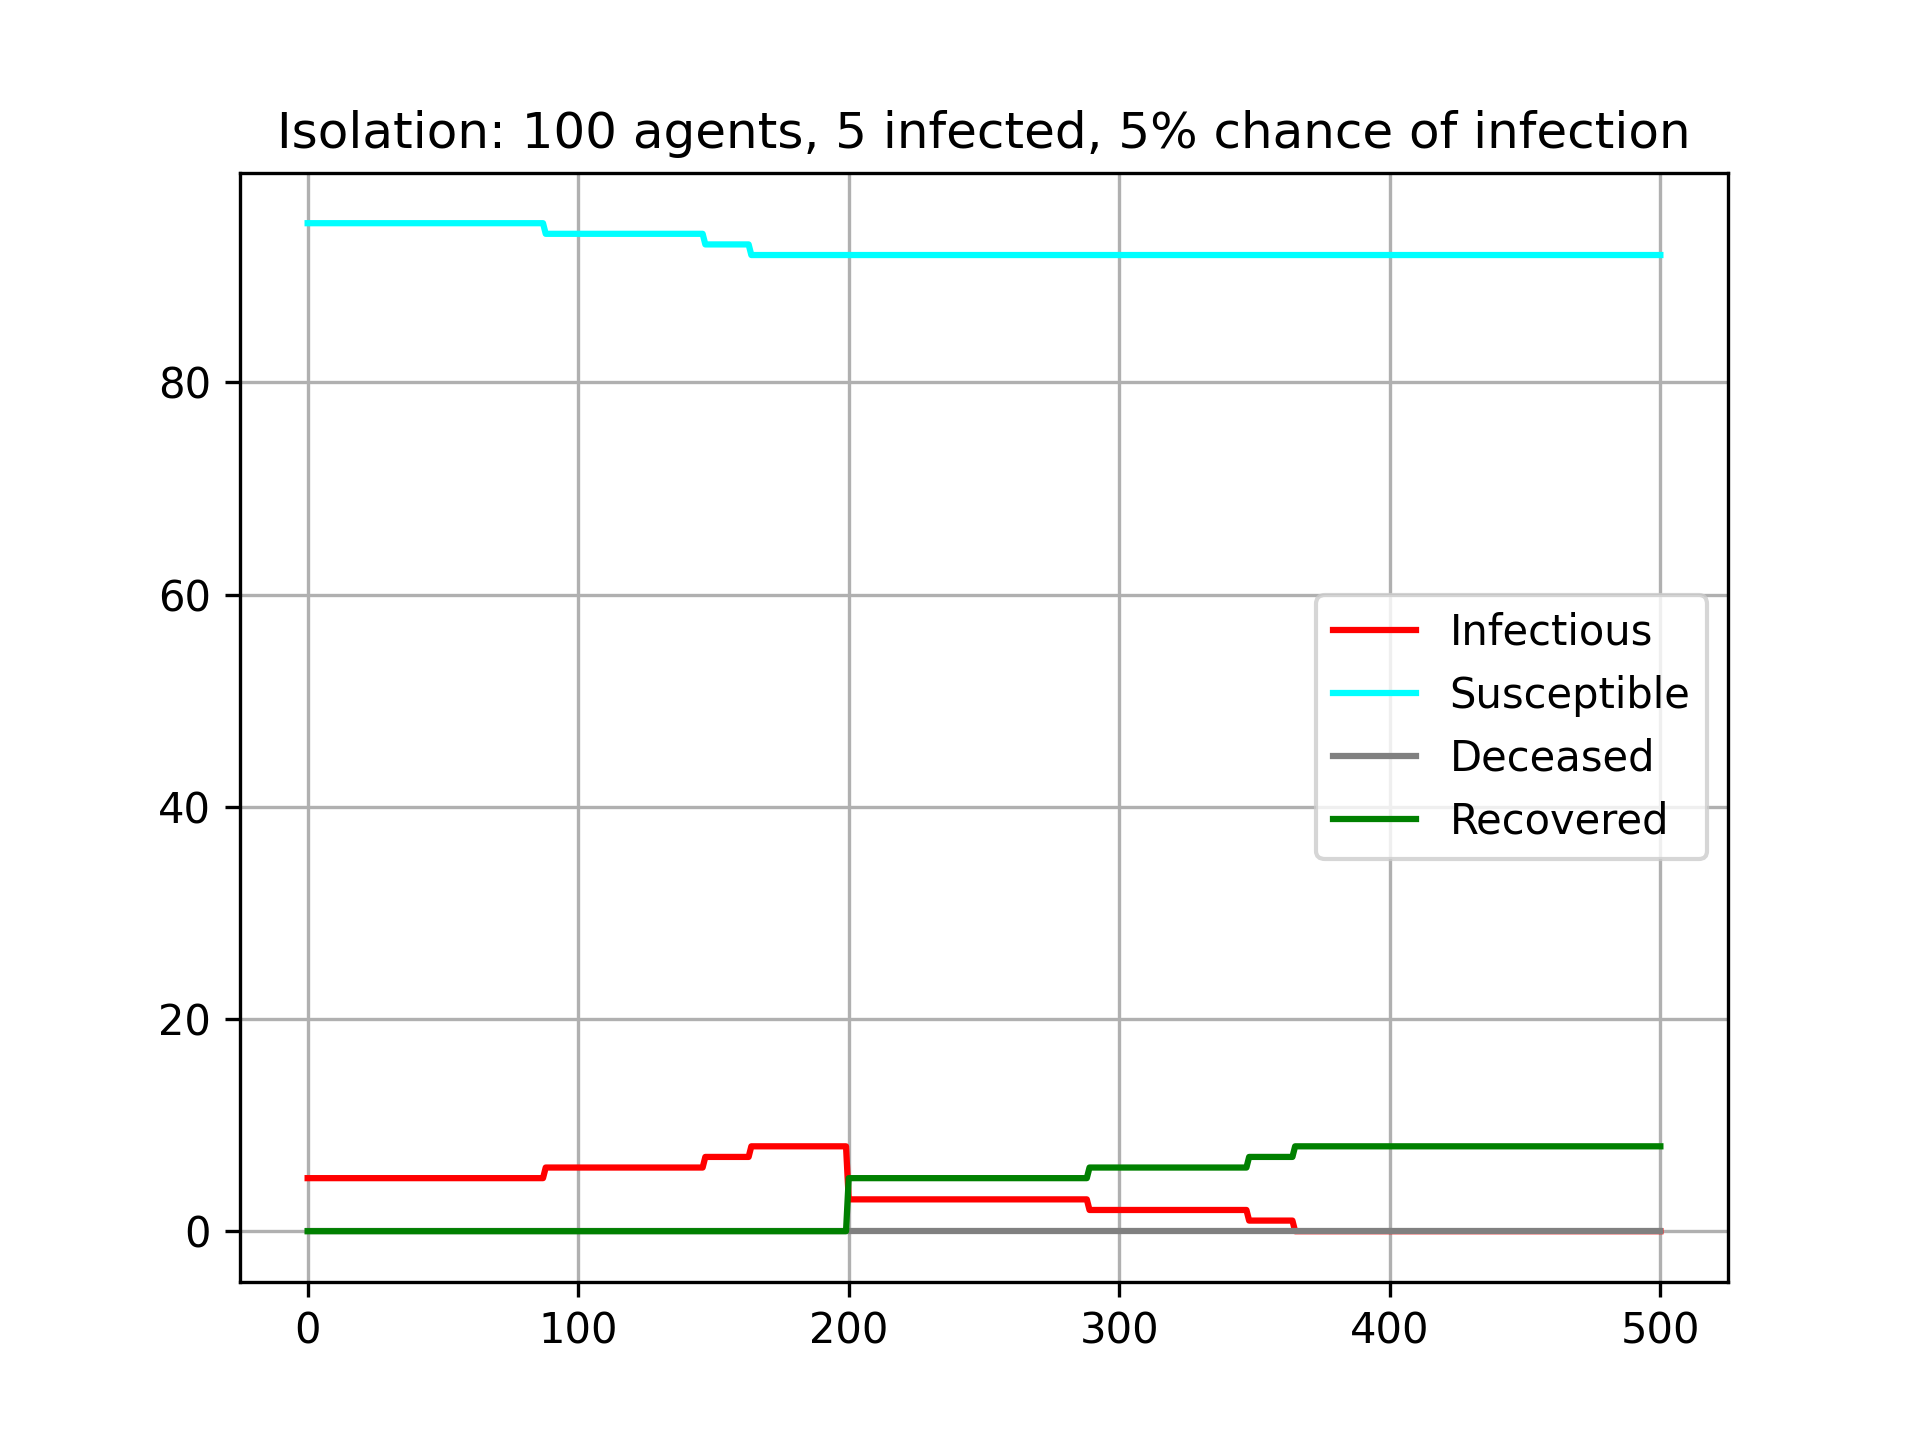 Isolation: 100 agents, 5 infected, 5% chance of infection
80
60
40
20
0
Infectious
Susceptible
Deceased
Recovered
0 100 200 300 400 500